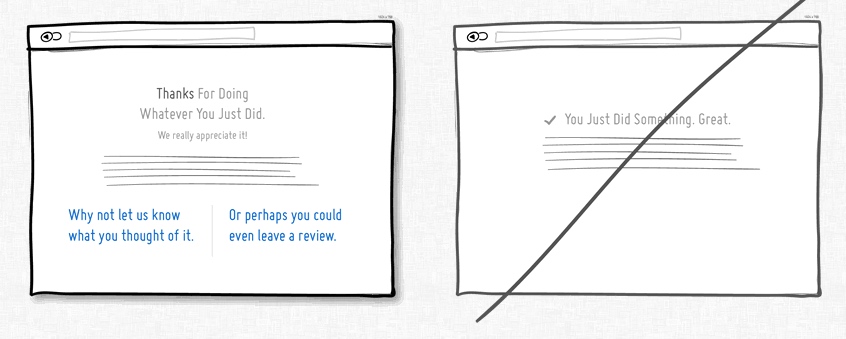 Thanks For Doing
Whatever You Just Did.
We really appreciate it!
Why not let us know
what you thought of it.
Or perhaps you could
even leave a review.
You Just Did Something. Great.